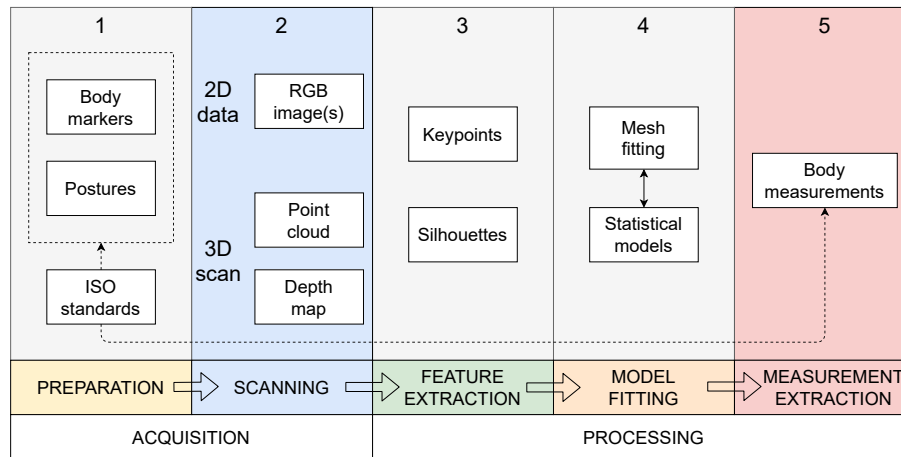 1
2
3
4
5
Body
markers
Postures
ISO
standards
2D
data
RGB
image(s)
3D
scan
Point
cloud
Depth
map
Keypoints
Silhouettes
Mesh
fitting
Statistical
models
Body
measurements
PREPARATION
SCANNING
FEATURE
EXTRACTION
MODEL
FITTING
MEASUREMENT
EXTRACTION
ACQUISITION
PROCESSING